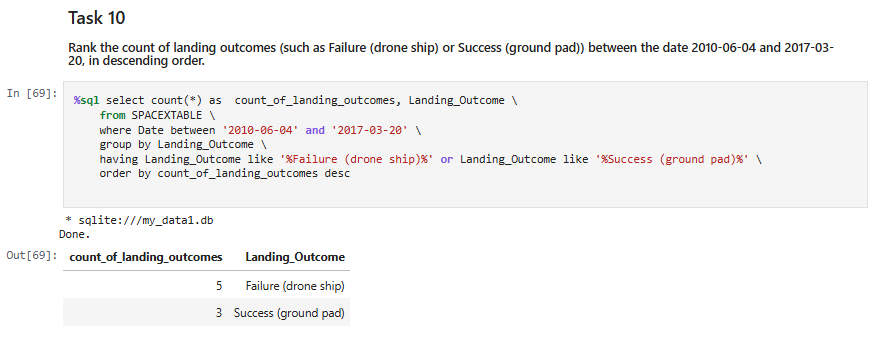 Task 10
Rank the count of landing outcomes (such as Failure (drone ship) or Success (ground pad)) between the date 2010-06-04 and 2017-03-
20, in descending order.
In [69]:
%sql select count(*) as  count_of_landing_outcomes, Landing_Outcome \
    from SPACEXTABLE \
    where Date between '2010-06-04' and '2017-03-20' \
    group by Landing_Outcome \
    having Landing_Outcome like '%Failure (drone ship)%' or Landing_Outcome like '%Success (ground pad)%' \
    order by count_of_landing_outcomes desc
* sqlite:///my_data1.db
Done.
Out[69]:
count_of_landing_outcomes Landing_Outcome
5 Failure (drone ship)
3 Success (ground pad)